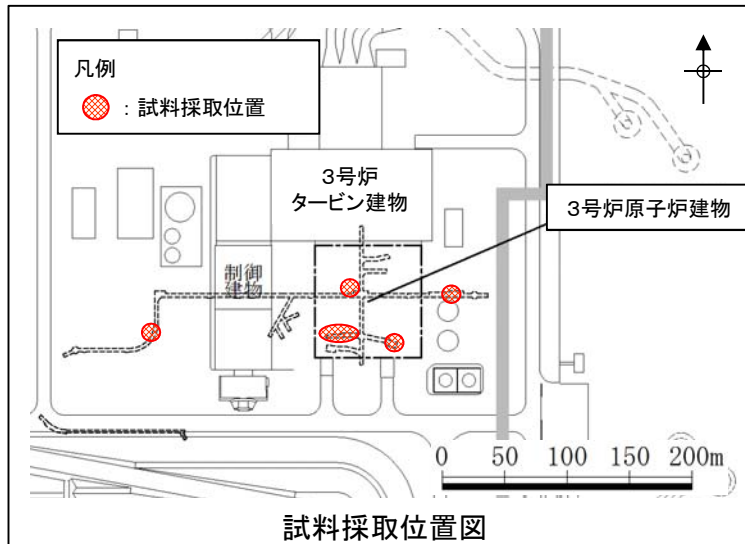 凡例
：試料採取位置
3号炉
タービン建物
3号炉原子炉建物
制御
建物
0 50 100 150 200m
試料採取位置図